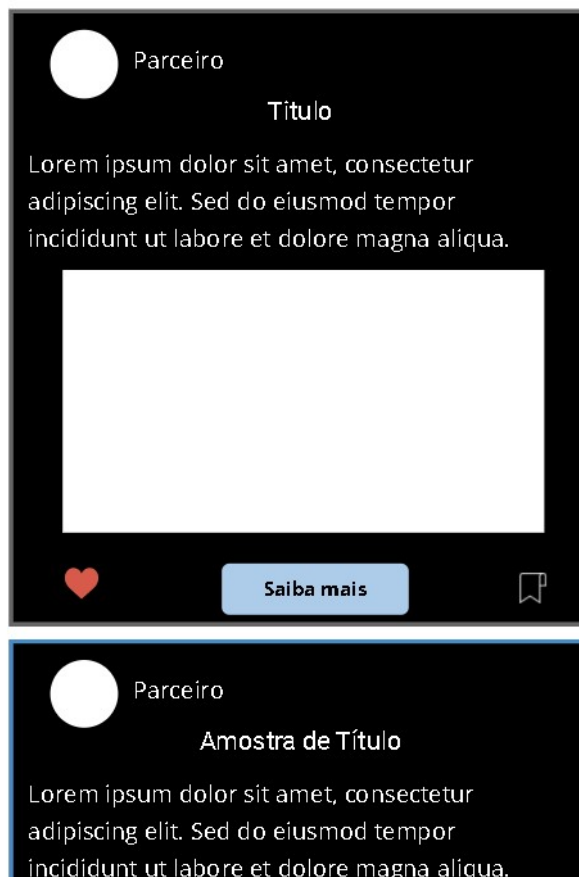 Parceiro
Titulo
Lorem ipsum dolor sit amet, consectetur
adipiscing elit. Sed do eiusmod tempor
incididunt ut labore et dolore magna aliqua.
Saiba mais
Parceiro
Amostra de Título
Lorem ipsum dolor sit amet, consectetur
adipiscing elit. Sed do eiusmod tempor
incididunt ut labore et dolore magna aliqua.